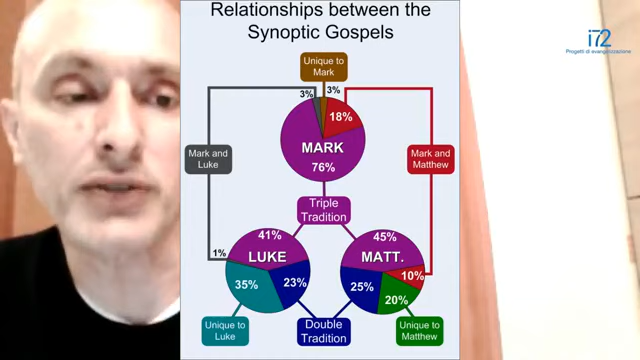 Relationships between the
Synoptic Gospels
i72
Progetti di evangelizzazione
Unique to
Mark
3%
3%
18%
MARK
76%
Mark and
Luke
Mark and
Matthew
Triple
Tradition
41%
45%
1%
LUKE
MATT.
10%
35%
23%
25%
20%
Unique to
Luke
Double
Tradition
Unique to
Matthew